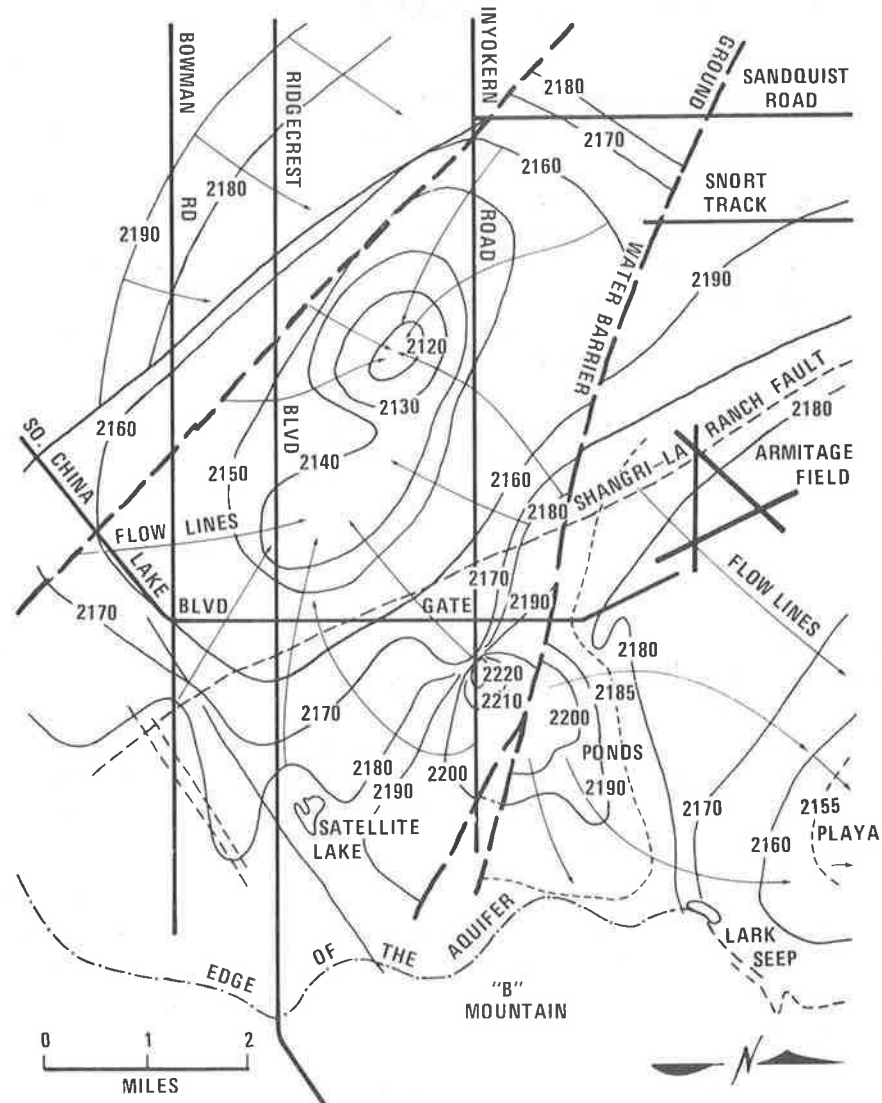 BOWMAN
RD
RIDGECREST
BLVD
INYOKERN
ROAD
GROUND
WATER BARRIER
SANDQUIST
ROAD
SNORT
TRACK
2180
2170
2160
2180
2190
2190
2120
2130
SHANGRI-LA RANCH FAULT
2180
ARMITAGE
FIELD
2160
2150
2140
2160
SO. CHINA
LAKE
BLVD
FLOW LINES
2180
2170
GATE
2190
FLOW LINES
2170
2180
2220
2210
2185
2170
2200
PONDS
2180
2200
2190
2190
2170
2155
PLAYA
2160
SATELLITE
LAKE
LARK
SEEP
EDGE OF THE AQUIFER
"B"
MOUNTAIN
0 1 2
MILES
N